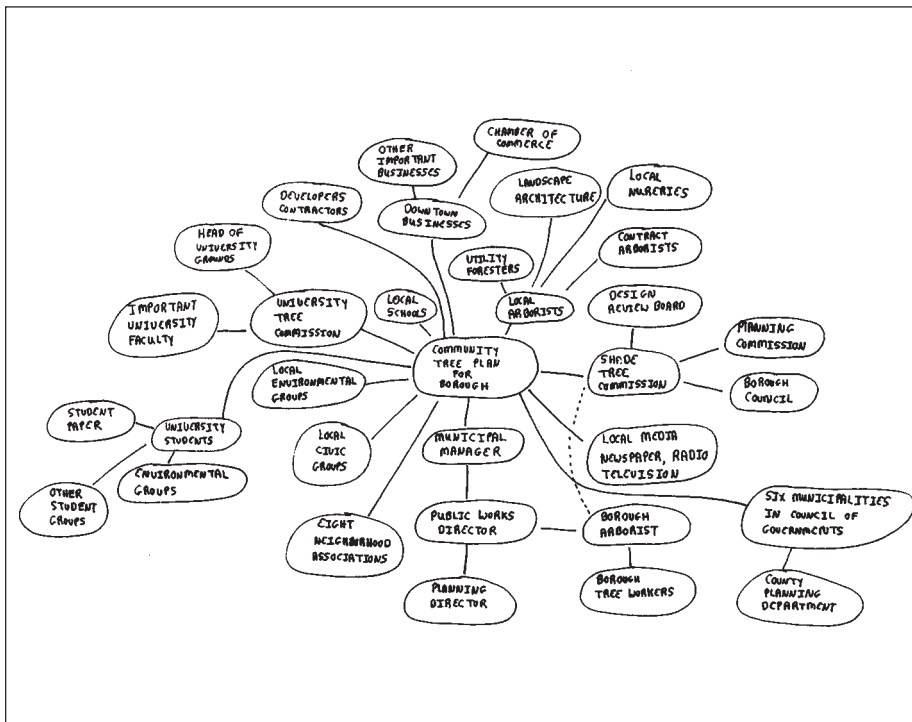 CHAMBER OF
COMMERCE
OTHER
IMPORTANT
BUSINESSES
LANDSCAPE
ARCHITECTURE
LOCAL
NURERIES
DEVELOPERS
CONTRACTORS
DOWNTOWN
BUSINESSES
HEAD OF
UNIVERSITY
GROUNDS
CONTRACT
ARBORISTS
UTILITY
FORESTERS
LOCAL
ARBORISTS
LOCAL
SCHOOLS
DESIGN
REVIEW BOARD
IMPORTANT
UNIVERSITY
FACULTY
UNIVERSITY
TREE
COMMISSION
PLANNING
COMMISSION
COMMUNITY
TREE PLAN
FOR
BOROUGH
SHADE
TREE
COMMISSION
LOCAL
ENVIRONMENTAL
GROUPS
BOROUGH
COUNCIL
STUDENT
PAPER
UNIVERSITY
STUDENTS
LOCAL
CIVIC
GROUPS
MUNICIPAL
MANAGER
LOCAL MEDIA
NEWSPAPER, RADIO
TELEVISION
ENVIRONMENTAL
GROUPS
OTHER
STUDENT
GROUPS
EIGHT
NEIGHBORHOOD
ASSOCIATIONS
PUBLIC WORKS
DIRECTOR
BOROUGH
ARBORIST
SIX MUNICIPALITIES
IN COUNCIL OF
GOVERNMENTS
PLANNING
DIRECTOR
BOROUGH
TREE WORKERS
COUNTY
PLANNING
DEPARTMENT